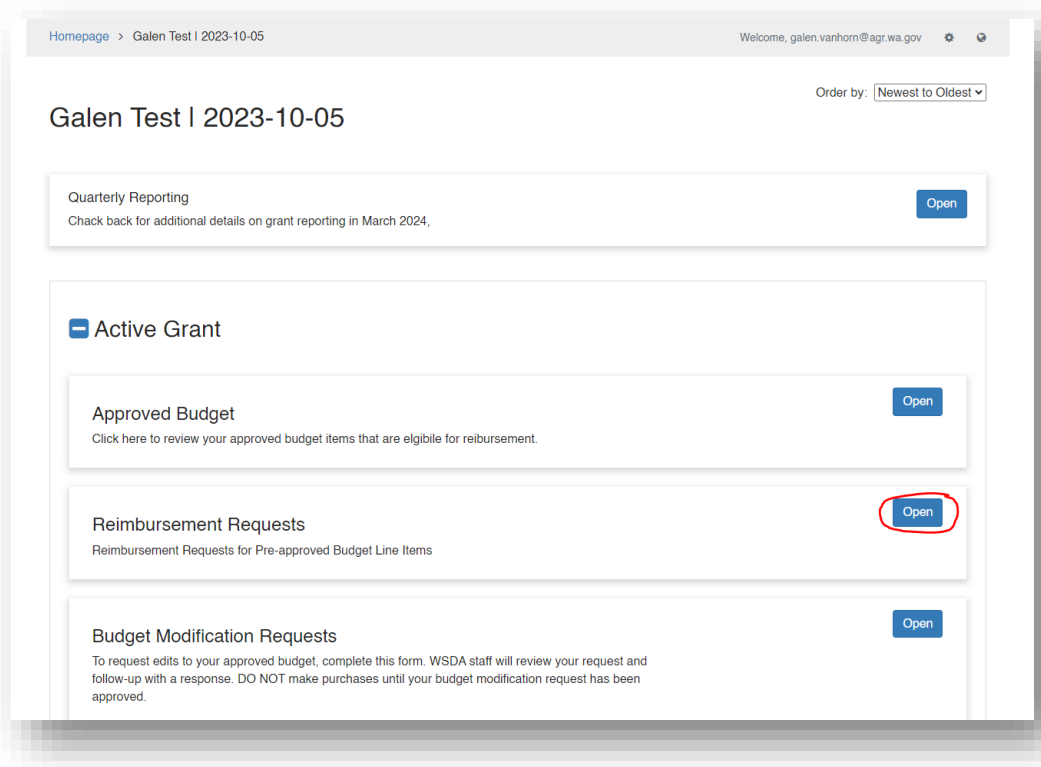 Homepage > Galen Test | 2023-10-05
Welcome, galen.vanhorn@agr.wa.gov
Order by: Newest to Oldest
Galen Test | 2023-10-05
Quarterly Reporting
Open
Chack back for additional details on grant reporting in March 2024,
Active Grant
Approved Budget
Open
Click here to review your approved budget items that are elgibile for reibursement.
Reimbursement Requests
Open
Reimbursement Requests for Pre-approved Budget Line Items
Budget Modification Requests
Open
To request edits to your approved budget, complete this form. WSDA staff will review your request and
follow-up with a response. DO NOT make purchases until your budget modification request has been
approved.